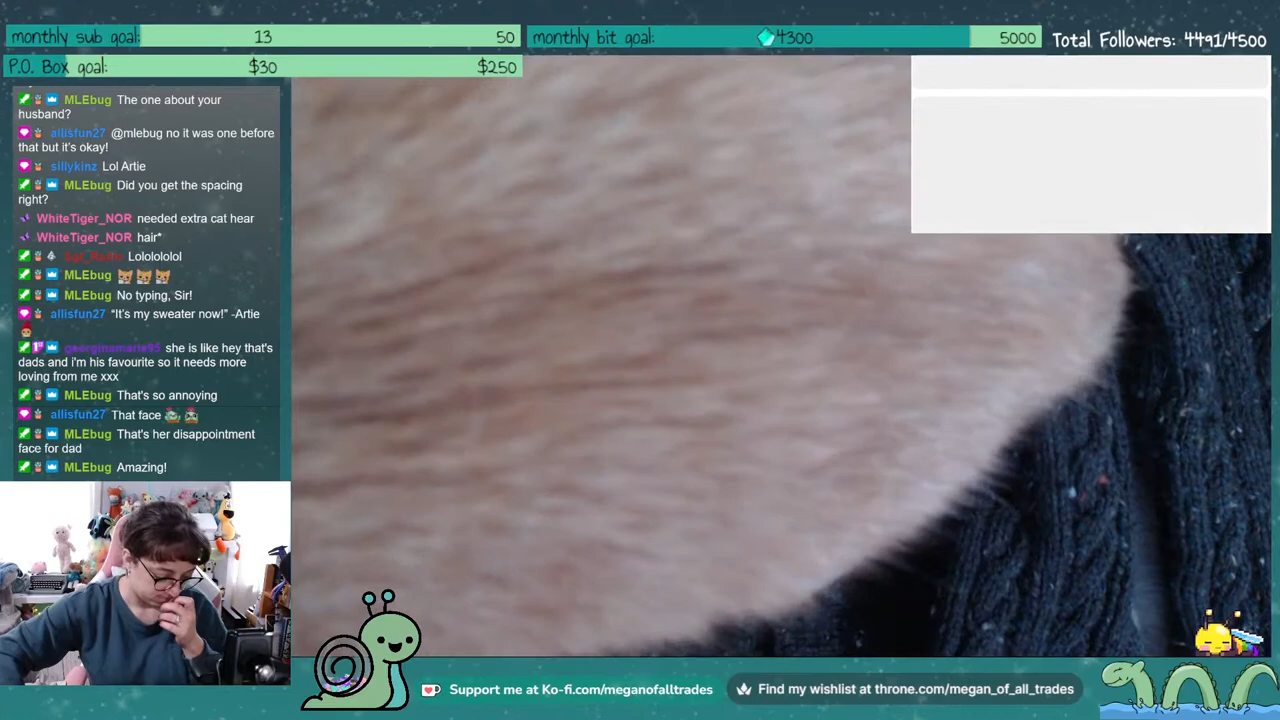 monthly sub goal: 13 50
monthly bit goal: 4300 5000
Total Followers: 4491/4500
P.O. Box goal: $30 $250
MLEbug The one about your
husband?
allisfun27 @mlebug no it was one before
that but it's okay!
sillykinz Lol Artie
MLEbug Did you get the spacing
right?
WhiteTiger_NOR needed extra cat hear
WhiteTiger_NOR hair*
Lolololol
MLEbug
MLEbug No typing, Sir!
allisfun27 “It's my sweater now!” -Artie
georginamarie95 she is like hey that's
dads and i'm his favourite so it needs more
loving from me xxx
MLEbug That's so annoying
allisfun27 That face
MLEbug That's her disappointment
face for dad
MLEbug Amazing!
Support me at Ko-fi.com/meganofalltrades
Find my wishlist at throne.com/megan_of_all_trades